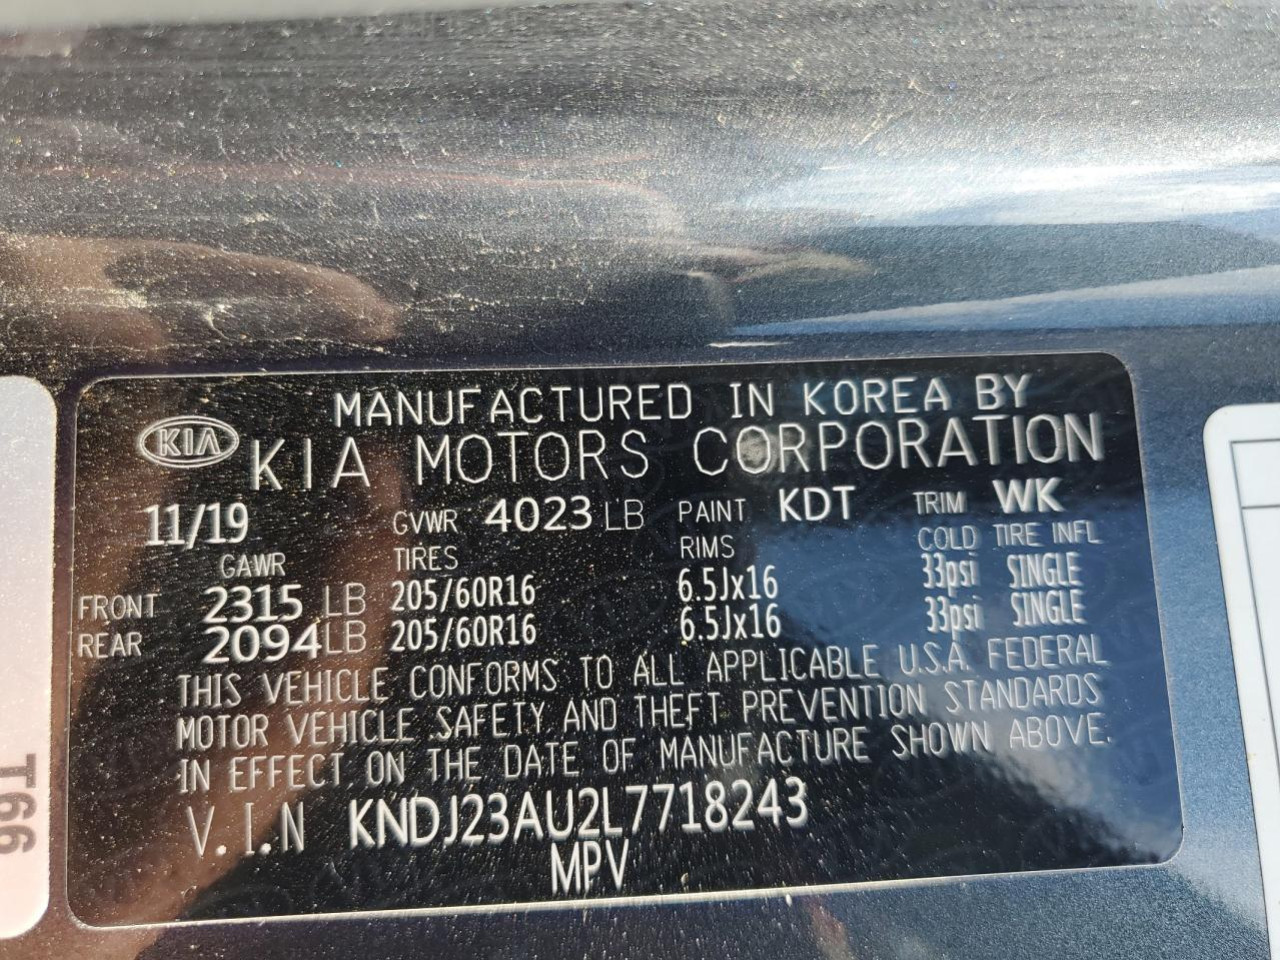 MANUFACTURED IN KOREA BY
KIA KIA MOTORS CORPORATION
11/19 GVWR 4023 LB PAINT KDT TRIM WK
GAWR TIRES RIMS COLD TIRE INFL
FRONT 2315 LB 205/60R16 6.5Jx16 33psi SINGLE
REAR 2094LB 205/60R16 6.5Jx16 33psi SINGLE
THIS VEHICLE CONFORMS TO ALL APPLICABLE U.S.A. FEDERAL
MOTOR VEHICLE SAFETY AND THEFT PREVENTION STANDARDS
IN EFFECT ON THE DATE OF MANUFACTURE SHOWN ABOVE.
V.I.N KNDJ23AU2L7718243
MPV
T66